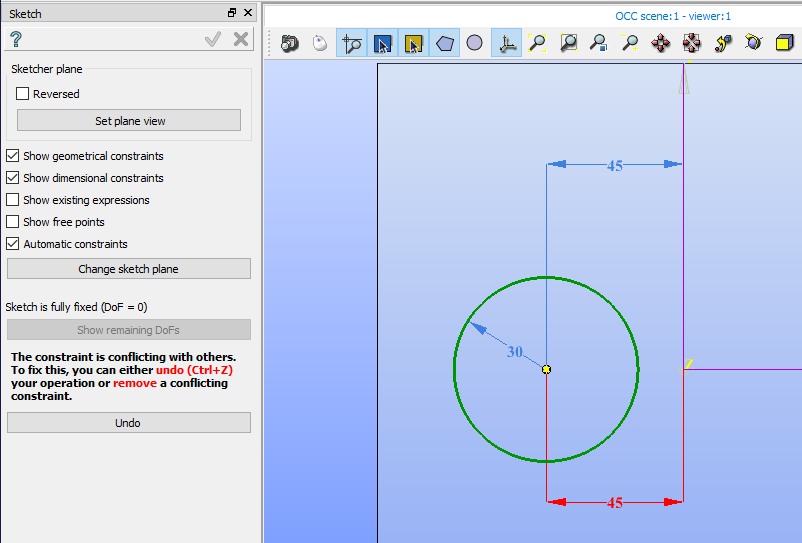 Sketch
OCC scene:1 - viewer:1
?
Sketcher plane
Reversed
Set plane view
Show geometrical constraints
Show dimensional constraints
Show existing expressions
Show free points
Automatic constraints
Change sketch plane
Sketch is fully fixed (DoF = 0)
Show remaining DoFs
The constraint is conflicting with others.
To fix this, you can either undo (Ctrl+Z)
your operation or remove a conflicting
constraint.
Undo
45
30
45